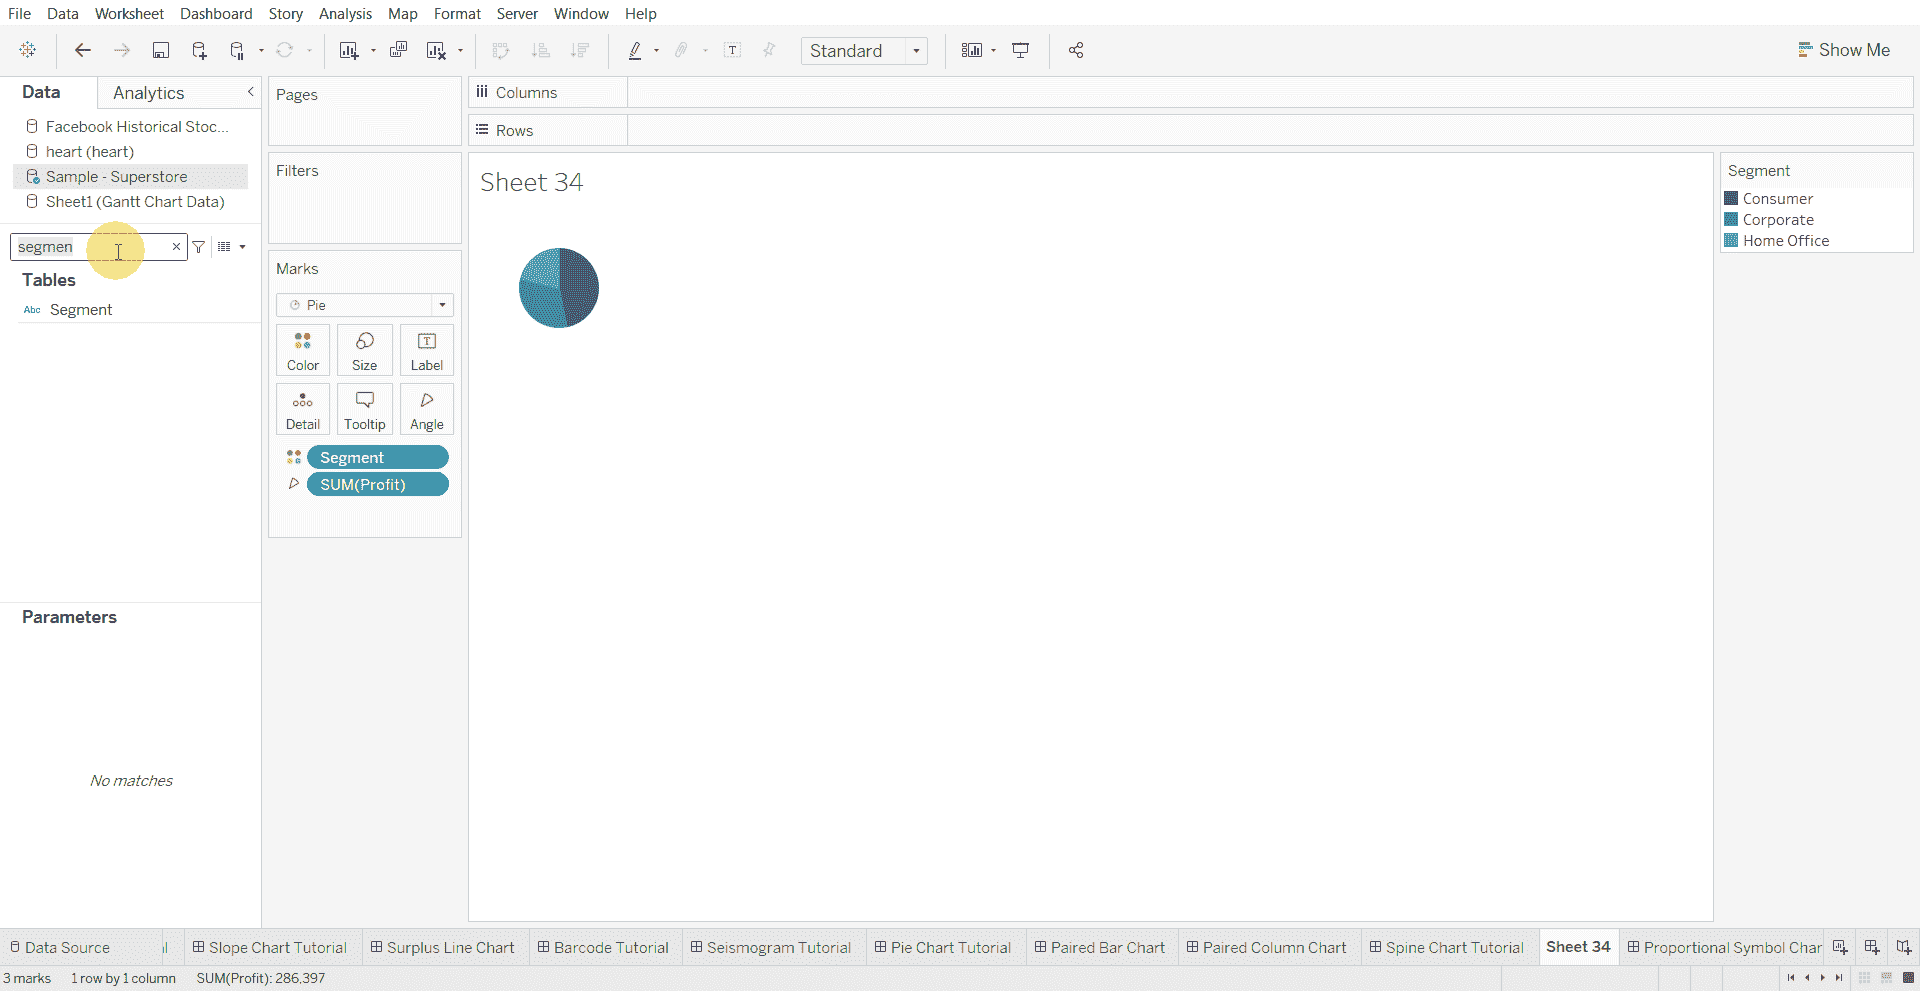 File Data Worksheet Dashboard Story Analysis Map Format Server Window Help
Standard
Show Me
Data Analytics
Facebook Historical Stoc...
heart (heart)
Sample - Superstore
Sheet1 (Gantt Chart Data)
segmen
Tables
Abc Segment
Parameters
No matches
Pages
Filters
Marks
Pie
Color Size Label
Detail Tooltip Angle
Segment
SUM(Profit)
Columns
Rows
Sheet 34
Segment
Consumer
Corporate
Home Office
Data Source Slope Chart Tutorial Surplus Line Chart Barcode Tutorial Seismogram Tutorial Pie Chart Tutorial Paired Bar Chart Paired Column Chart Spine Chart Tutorial Sheet 34 Proportional Symbol Char
3 marks 1 row by 1 column SUM(Profit): 286,397